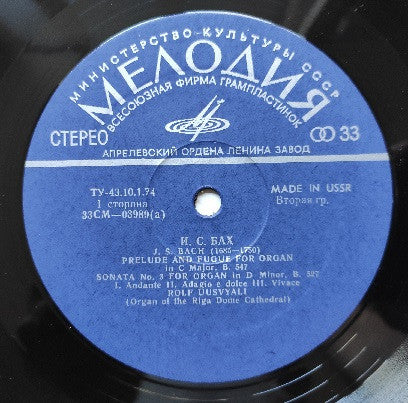 МИНИСТЕРСТВО КУЛЬТУРЫ СССР
МЕЛОДИЯ
ВСЕСОЮЗНАЯ ФИРМА ГРАМПЛАСТИНОК
СТЕРЕО
33
АПРЕЛЕВСКИЙ ОРДЕНА ЛЕНИНА ЗАВОД
ТУ-43.10.1.74
MADE IN USSR
I сторона
Вторая гр.
33СМ—03989(а)
И. С. БАХ
J. S. BACH (1685—1750)
PRELUDE AND FUGUE FOR ORGAN
in C Major, B. 547
SONATA No. 3 FOR ORGAN in D Minor, B. 527
I. Andante II. Adagio e dolce III. Vivace
ROLF UUSVYALI
(Organ of the Riga Dome Cathedral)